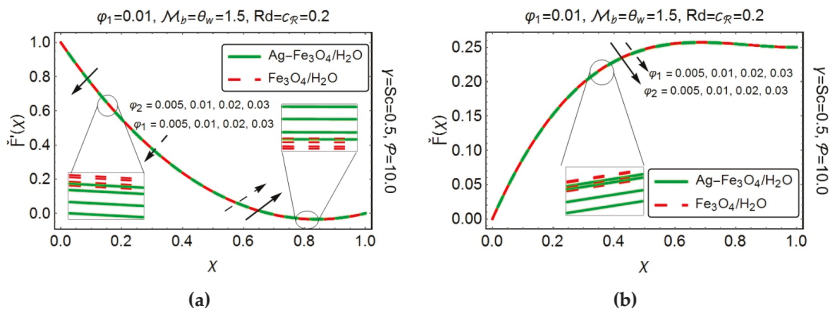 φ₁=0.01, ℳ_b=θ_w=1.5, Rd=c_ℛ=0.2
(a)
1.0
0.8
0.6
0.4
0.2
0.0
F̆'(χ)
Ag−Fe₃O₄/H2O
Fe₃O₄/H2O
φ₂ = 0.005, 0.01, 0.02, 0.03
φ₁ = 0.005, 0.01, 0.02, 0.03
γ=Sc=0.5, 𝒫=10.0
0.0 0.2 0.4 0.6 0.8 1.0
χ
(a)
φ₁=0.01, ℳ_b=θ_w=1.5, Rd=c_ℛ=0.2
(b)
0.25
0.20
0.15
0.10
0.05
0.00
F̆(χ)
φ₁ = 0.005, 0.01, 0.02, 0.03
φ₂ = 0.005, 0.01, 0.02, 0.03
Ag−Fe₃O₄/H2O
Fe₃O₄/H2O
γ=Sc=0.5, 𝒫=10.0
0.0 0.2 0.4 0.6 0.8 1.0
χ
(b)